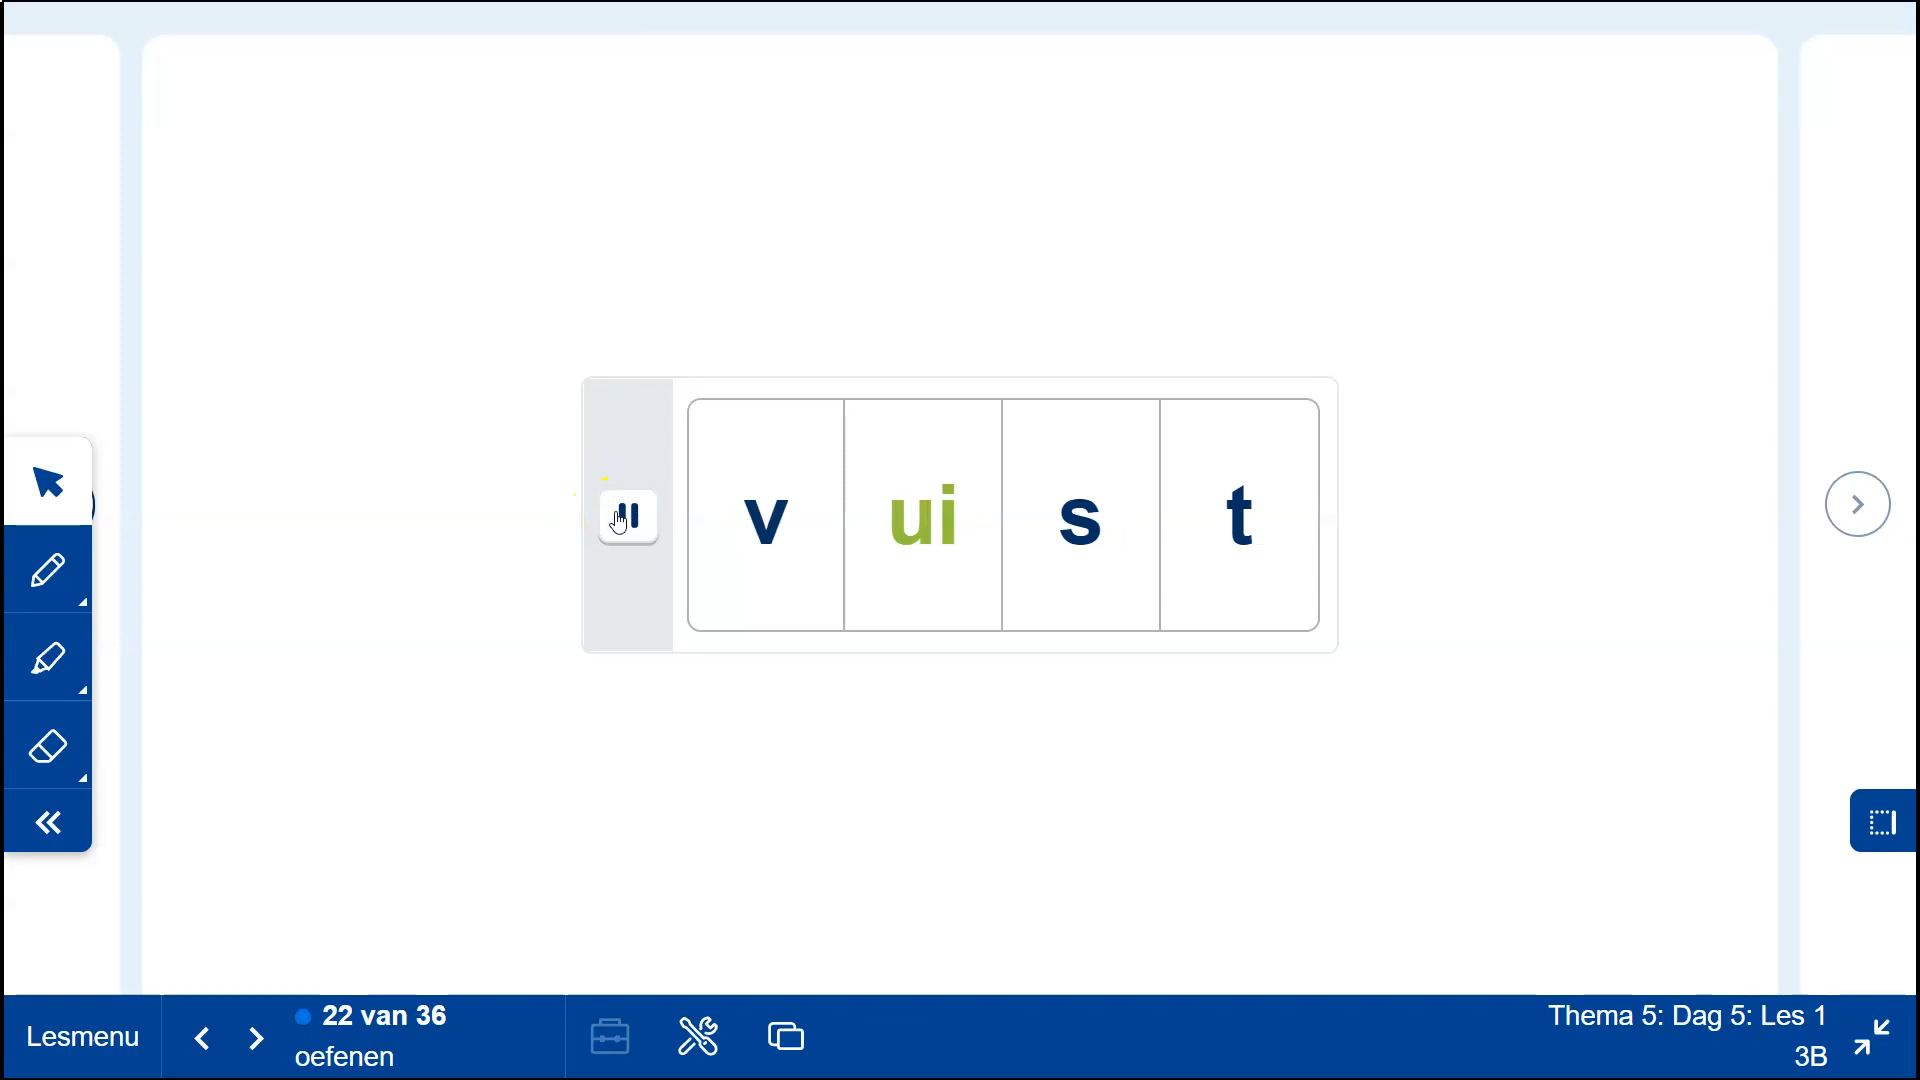 v ui s t
Lesmenu
22 van 36
oefenen
Thema 5: Dag 5: Les 1
3B